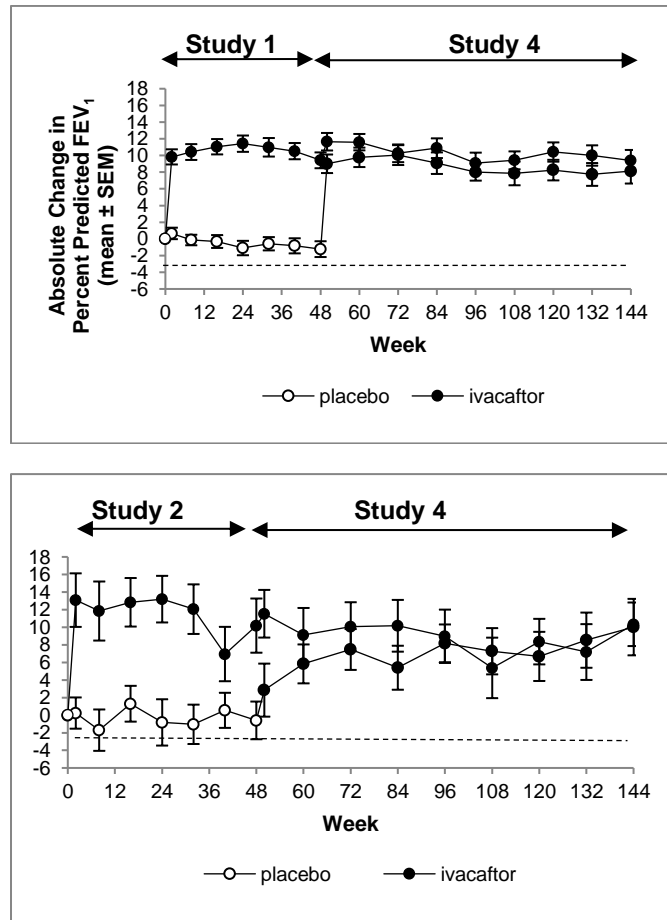 Study 1 Study 4
Absolute Change in
Percent Predicted FEV₁
(mean ± SEM)
18
16
14
12
10
8
6
4
2
0
-2
-4
-6
0 12 24 36 48 60 72 84 96 108 120 132 144
Week
placebo ivacaftor
Study 2 Study 4
18
16
14
12
10
8
6
4
2
0
-2
-4
-6
0 12 24 36 48 60 72 84 96 108 120 132 144
Week
placebo ivacaftor